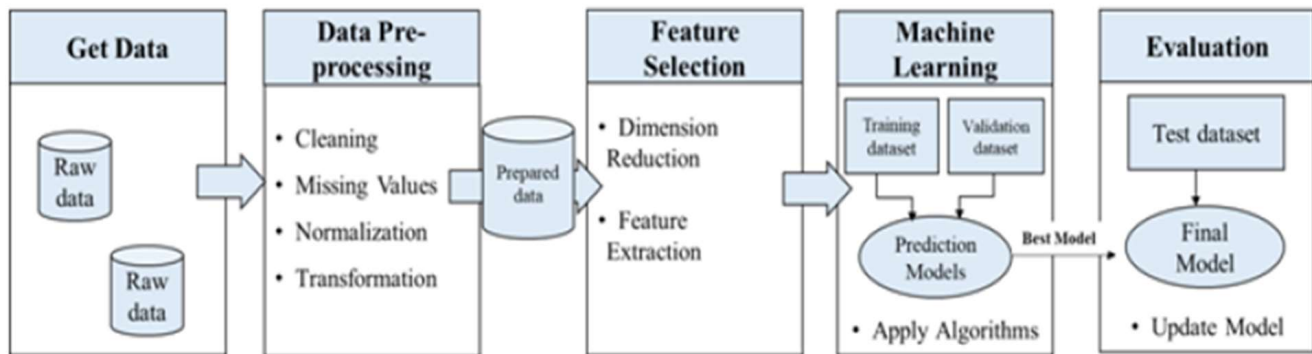 Get Data
Raw
data
Raw
data
Data Pre-
processing
• Cleaning
• Missing Values
• Normalization
• Transformation
Prepared
data
Feature
Selection
• Dimension
Reduction
• Feature
Extraction
Machine
Learning
Training
dataset
Validation
dataset
Prediction
Models
• Apply Algorithms
Best Model
Evaluation
Test dataset
Final
Model
• Update Model